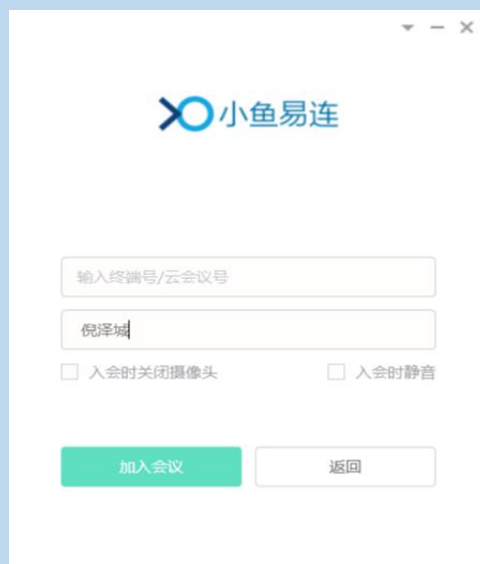 小鱼易连
输入终端号/云会议号
倪泽城
入会时关闭摄像头
入会时静音
加入会议
返回